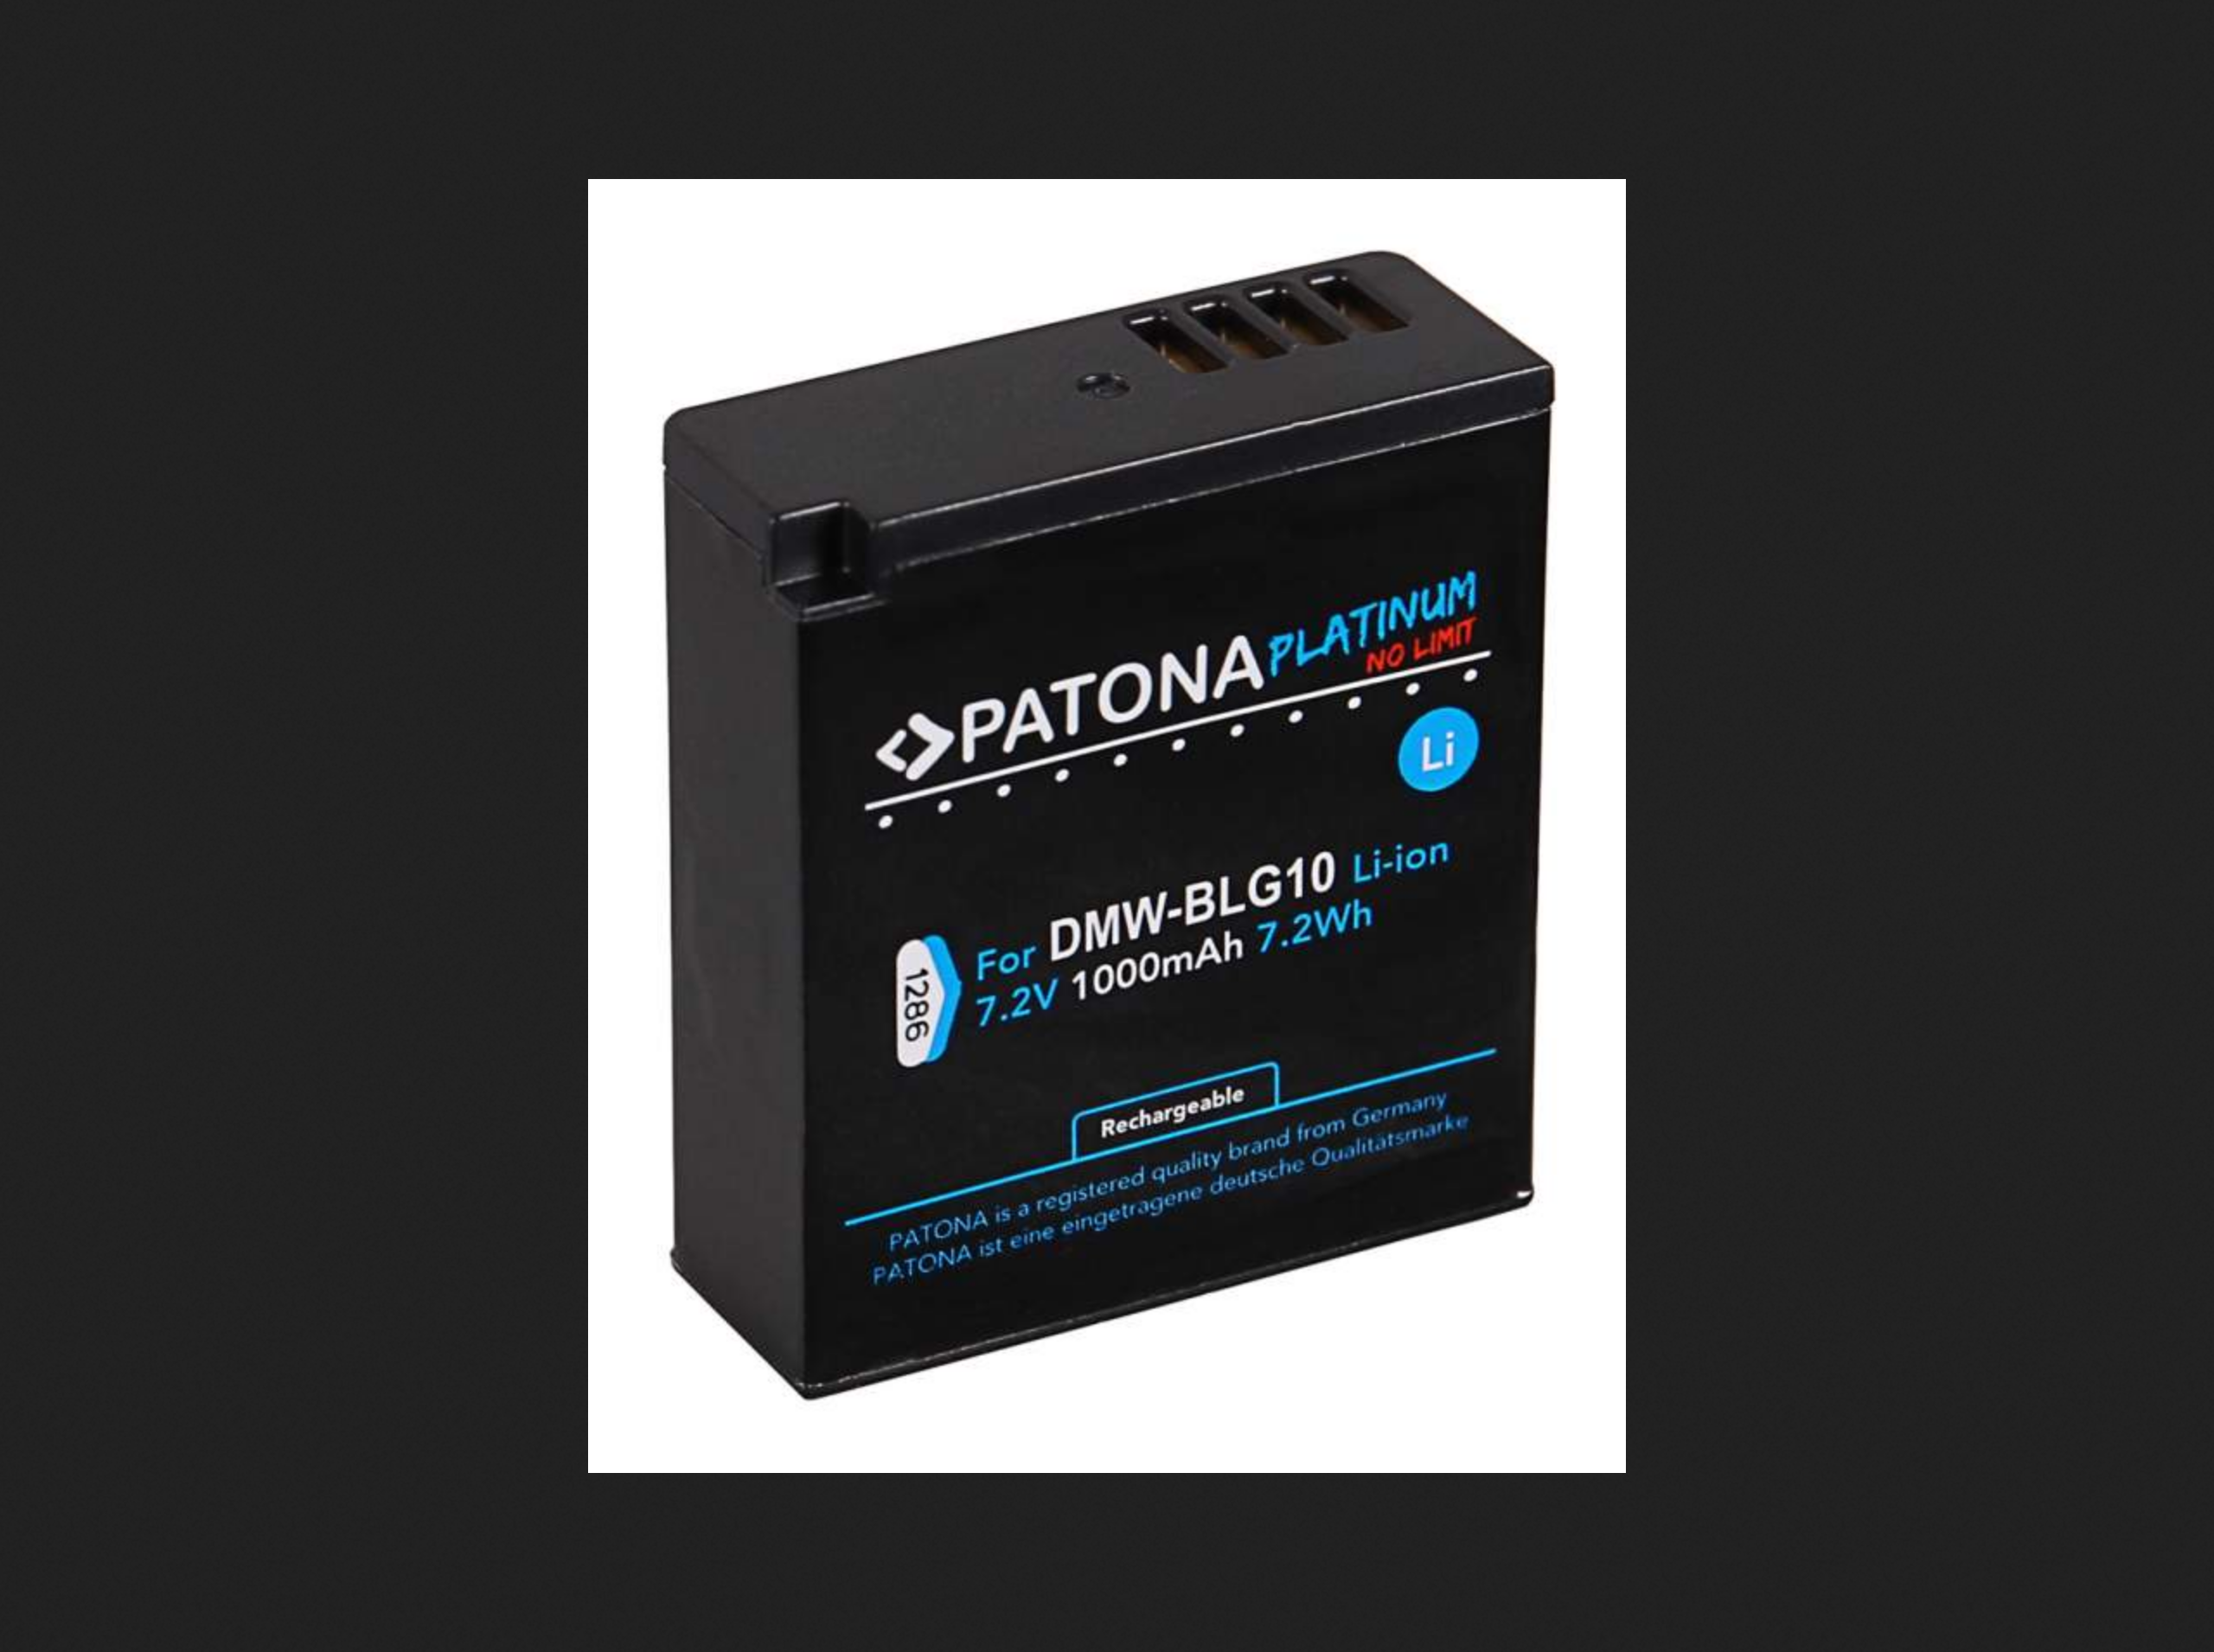 PATONA PLATINUM
NO LIMIT
Li
For DMW-BLG10 Li-ion
7.2V 1000mAh 7.2Wh
1286
Rechargeable
PATONA is a registered quality brand from Germany
PATONA ist eine eingetragene deutsche Qualitätsmarke